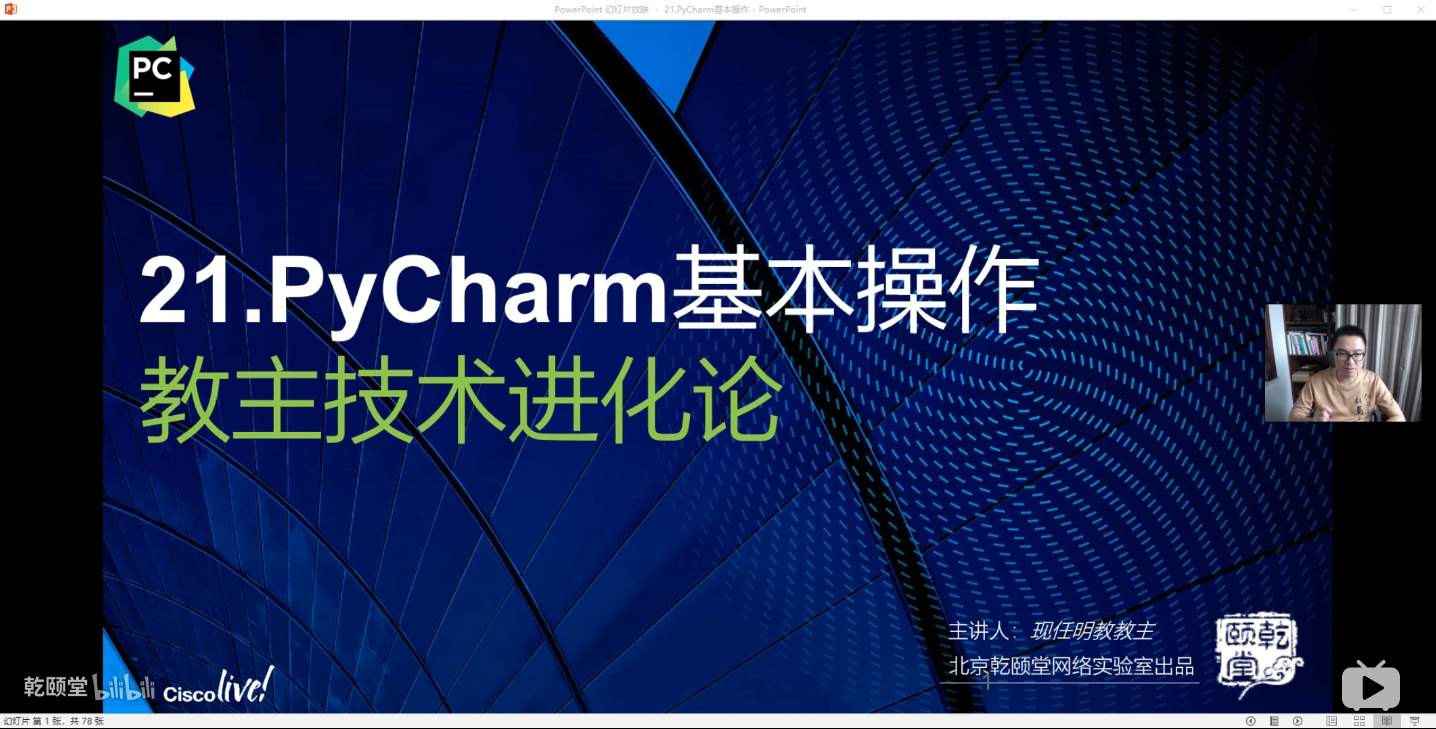 PowerPoint 幻灯片放映 - 21.PyCharm基本操作 - PowerPoint
PC
21.PyCharm基本操作
教主技术进化论
主讲人：现任明教教主
北京乾颐堂网络实验室出品
乾颐堂
乾颐堂 bilibili
Cisco live!
幻灯片 第 1 张，共 78 张